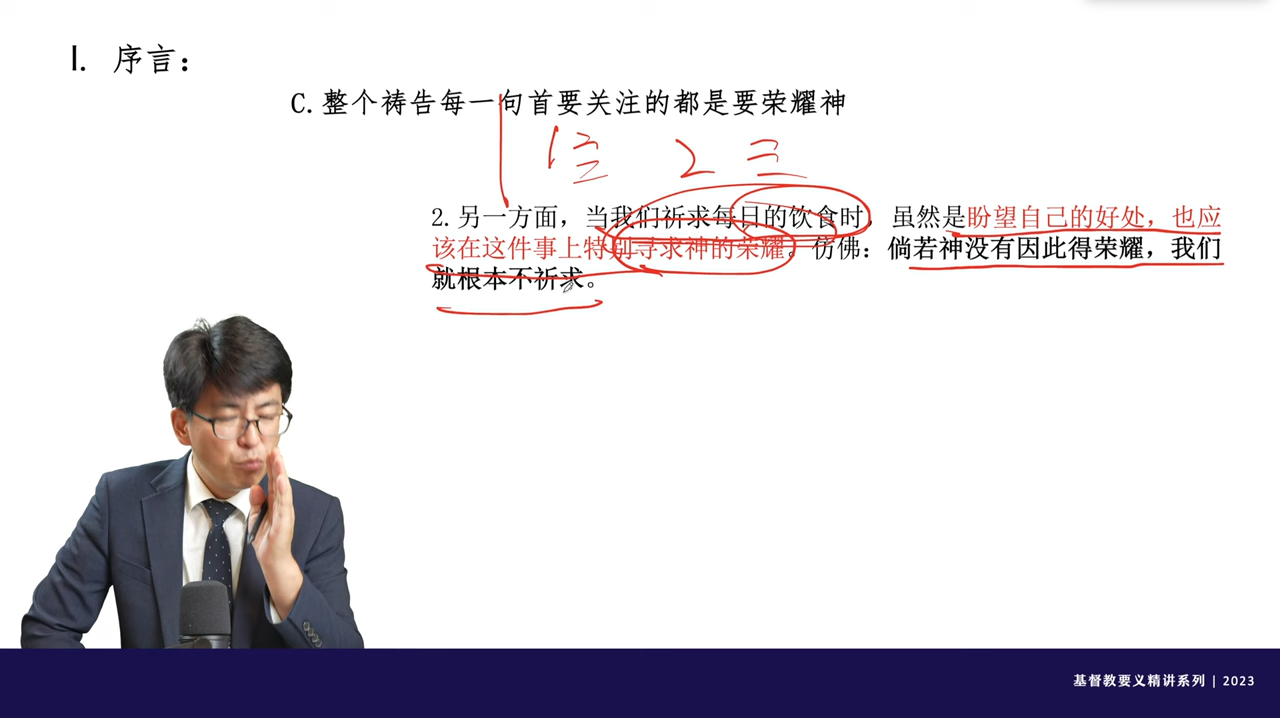 Ⅰ. 序言：
C.整个祷告每一句首要关注的都是要荣耀神
1 2 三
2.另一方面，当我们祈求每日的饮食时，虽然是盼望自己的好处，也应
该在这件事上特别寻求神的荣耀。仿佛：倘若神没有因此得荣耀，我们
就根本不祈求。
基督教要义精讲系列 | 2023